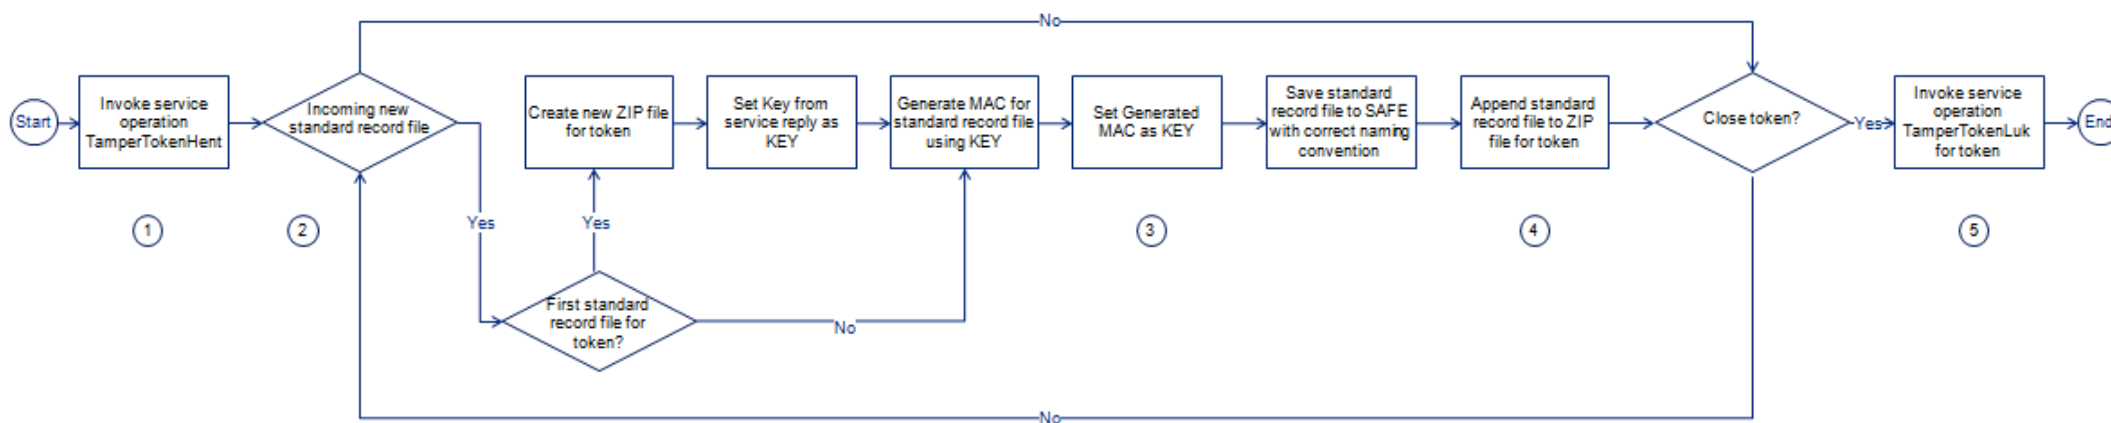 No
Start
Invoke service
operation
TamperTokenHent
Incoming new
standard record file
Create new ZIP file
for token
Set Key from
service reply as
KEY
Generate MAC for
standard record file
using KEY
Set Generated
MAC as KEY
Save standard
record file to SAFE
with correct naming
convention
Append standard
record file to ZIP
file for token
Close token?
Yes
Invoke service
operation
TamperTokenLuk
for token
End
1
2
Yes
Yes
3
4
5
First standard
record file for
token?
No
No